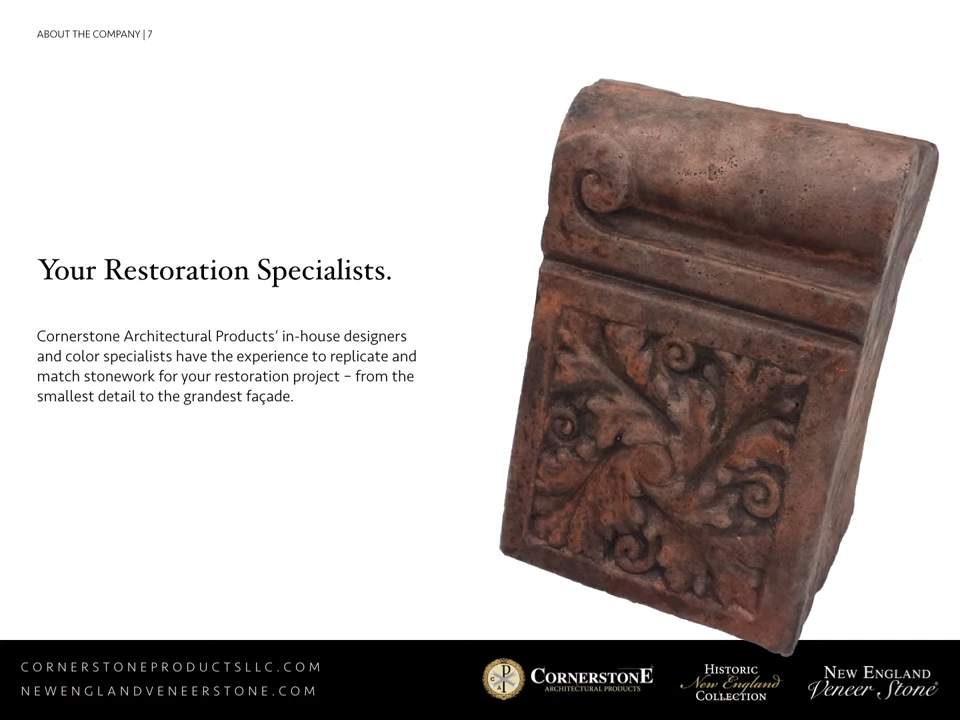 ABOUT THE COMPANY | 7
Your Restoration Specialists.
Cornerstone Architectural Products’ in-house designers
and color specialists have the experience to replicate and
match stonework for your restoration project – from the
smallest detail to the grandest façade.
CORNERSTONEPRODUCTSLLC.COM
NEWENGLANDVENEERSTONE.COM
CORNERSTONE®
ARCHITECTURAL PRODUCTS
HISTORIC
New England
COLLECTION
NEW ENGLAND
Veneer Stone®